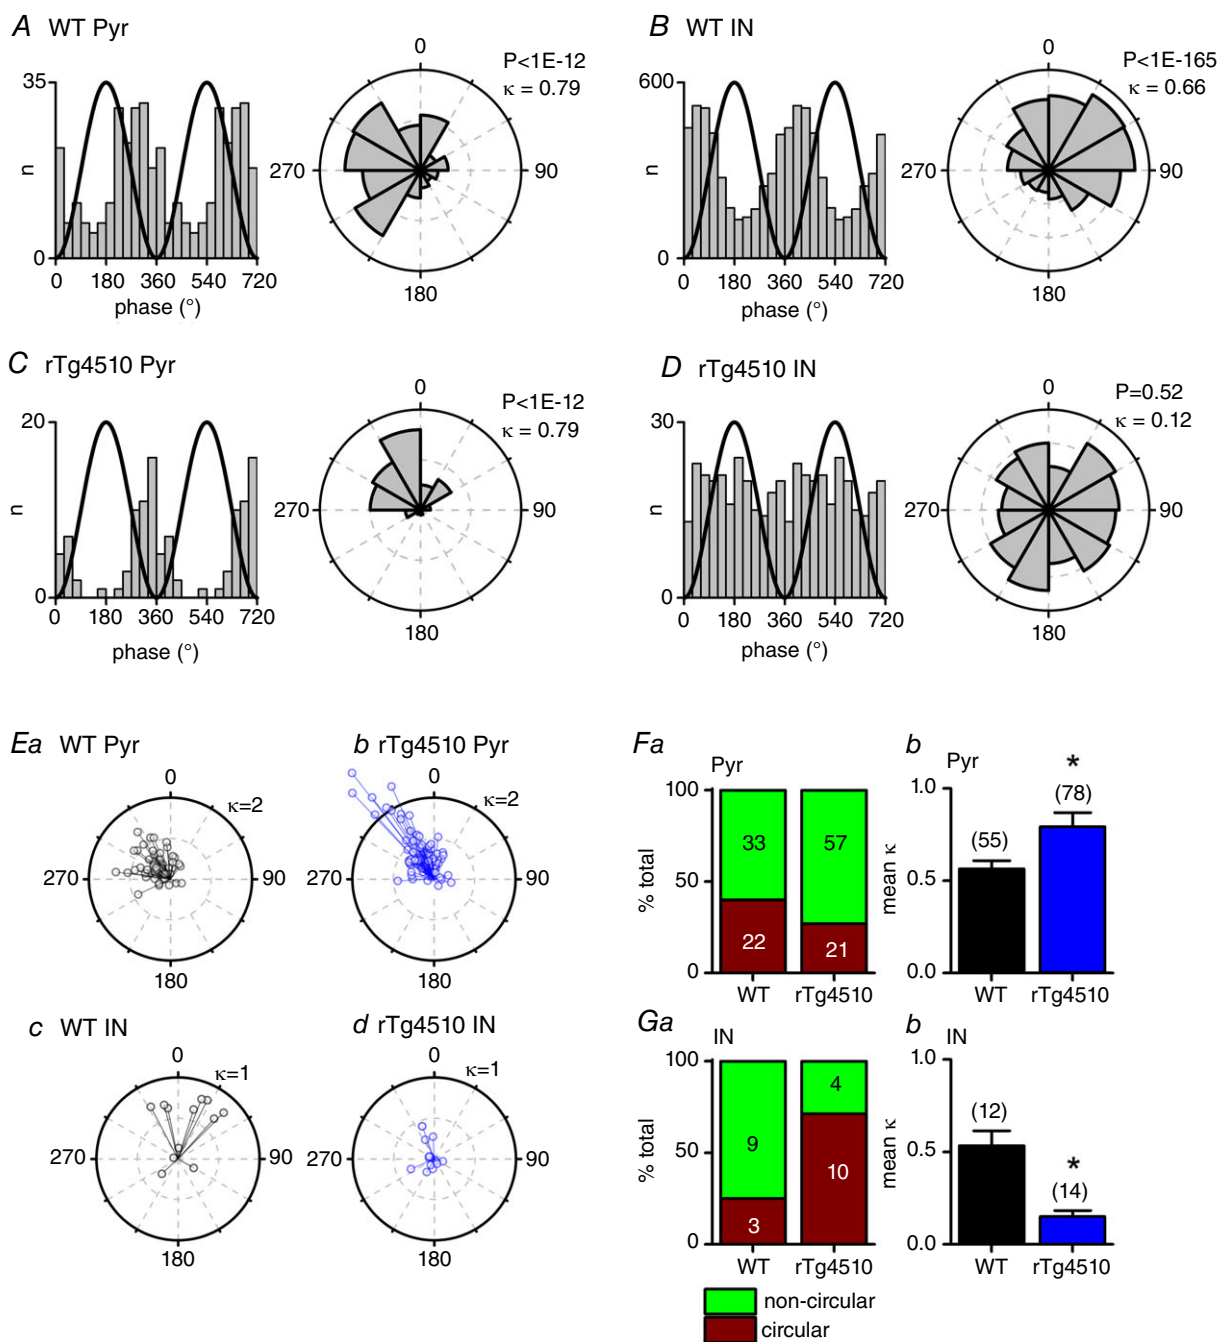 A WT Pyr
35
n
0
0 180 360 540 720
phase (°)
0
90
180
270
P<1E-12
κ = 0.79
B WT IN
600
n
0
0 180 360 540 720
phase (°)
0
90
180
270
P<1E-165
κ = 0.66
C rTg4510 Pyr
20
n
0
0 180 360 540 720
phase (°)
0
90
180
270
P<1E-12
κ = 0.79
D rTg4510 IN
30
n
0
0 180 360 540 720
phase (°)
0
90
180
270
P=0.52
κ = 0.12
Ea WT Pyr
0
κ=2
270
90
180
b rTg4510 Pyr
0
κ=2
270
90
180
c WT IN
0
κ=1
270
90
180
d rTg4510 IN
0
κ=1
270
90
180
Fa
Pyr
100
50
0
% total
33
22
57
21
WT rTg4510
b
Pyr
*
1.0
0.5
0.0
mean κ
(55)
(78)
WT rTg4510
Ga
IN
100
50
0
% total
9
3
4
10
WT rTg4510
b
IN
1.0
0.5
0.0
mean κ
(12)
*
(14)
WT rTg4510
non-circular
circular